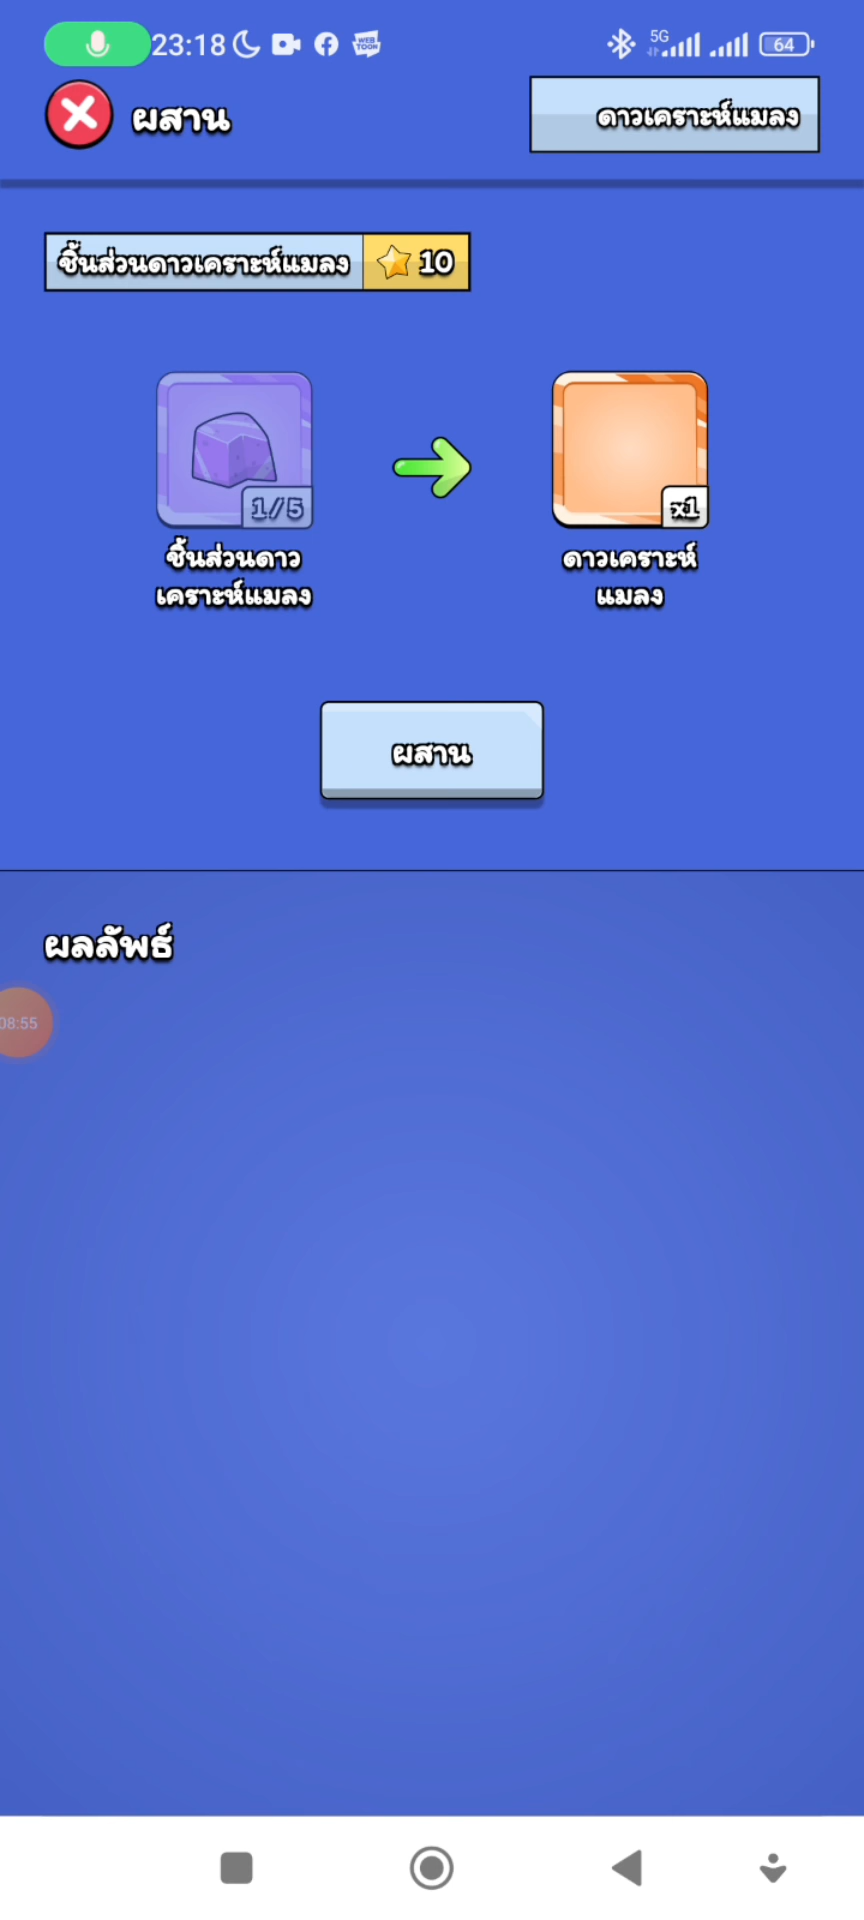 23:18
WEB
TOON
5G
64
ผสาน
ดาวเคราะห์แมลง
ชิ้นส่วนดาวเคราะห์แมลง 10
1/5
x1
ชิ้นส่วนดาว
เคราะห์แมลง
ดาวเคราะห์
แมลง
ผสาน
ผลลัพธ์
08:55